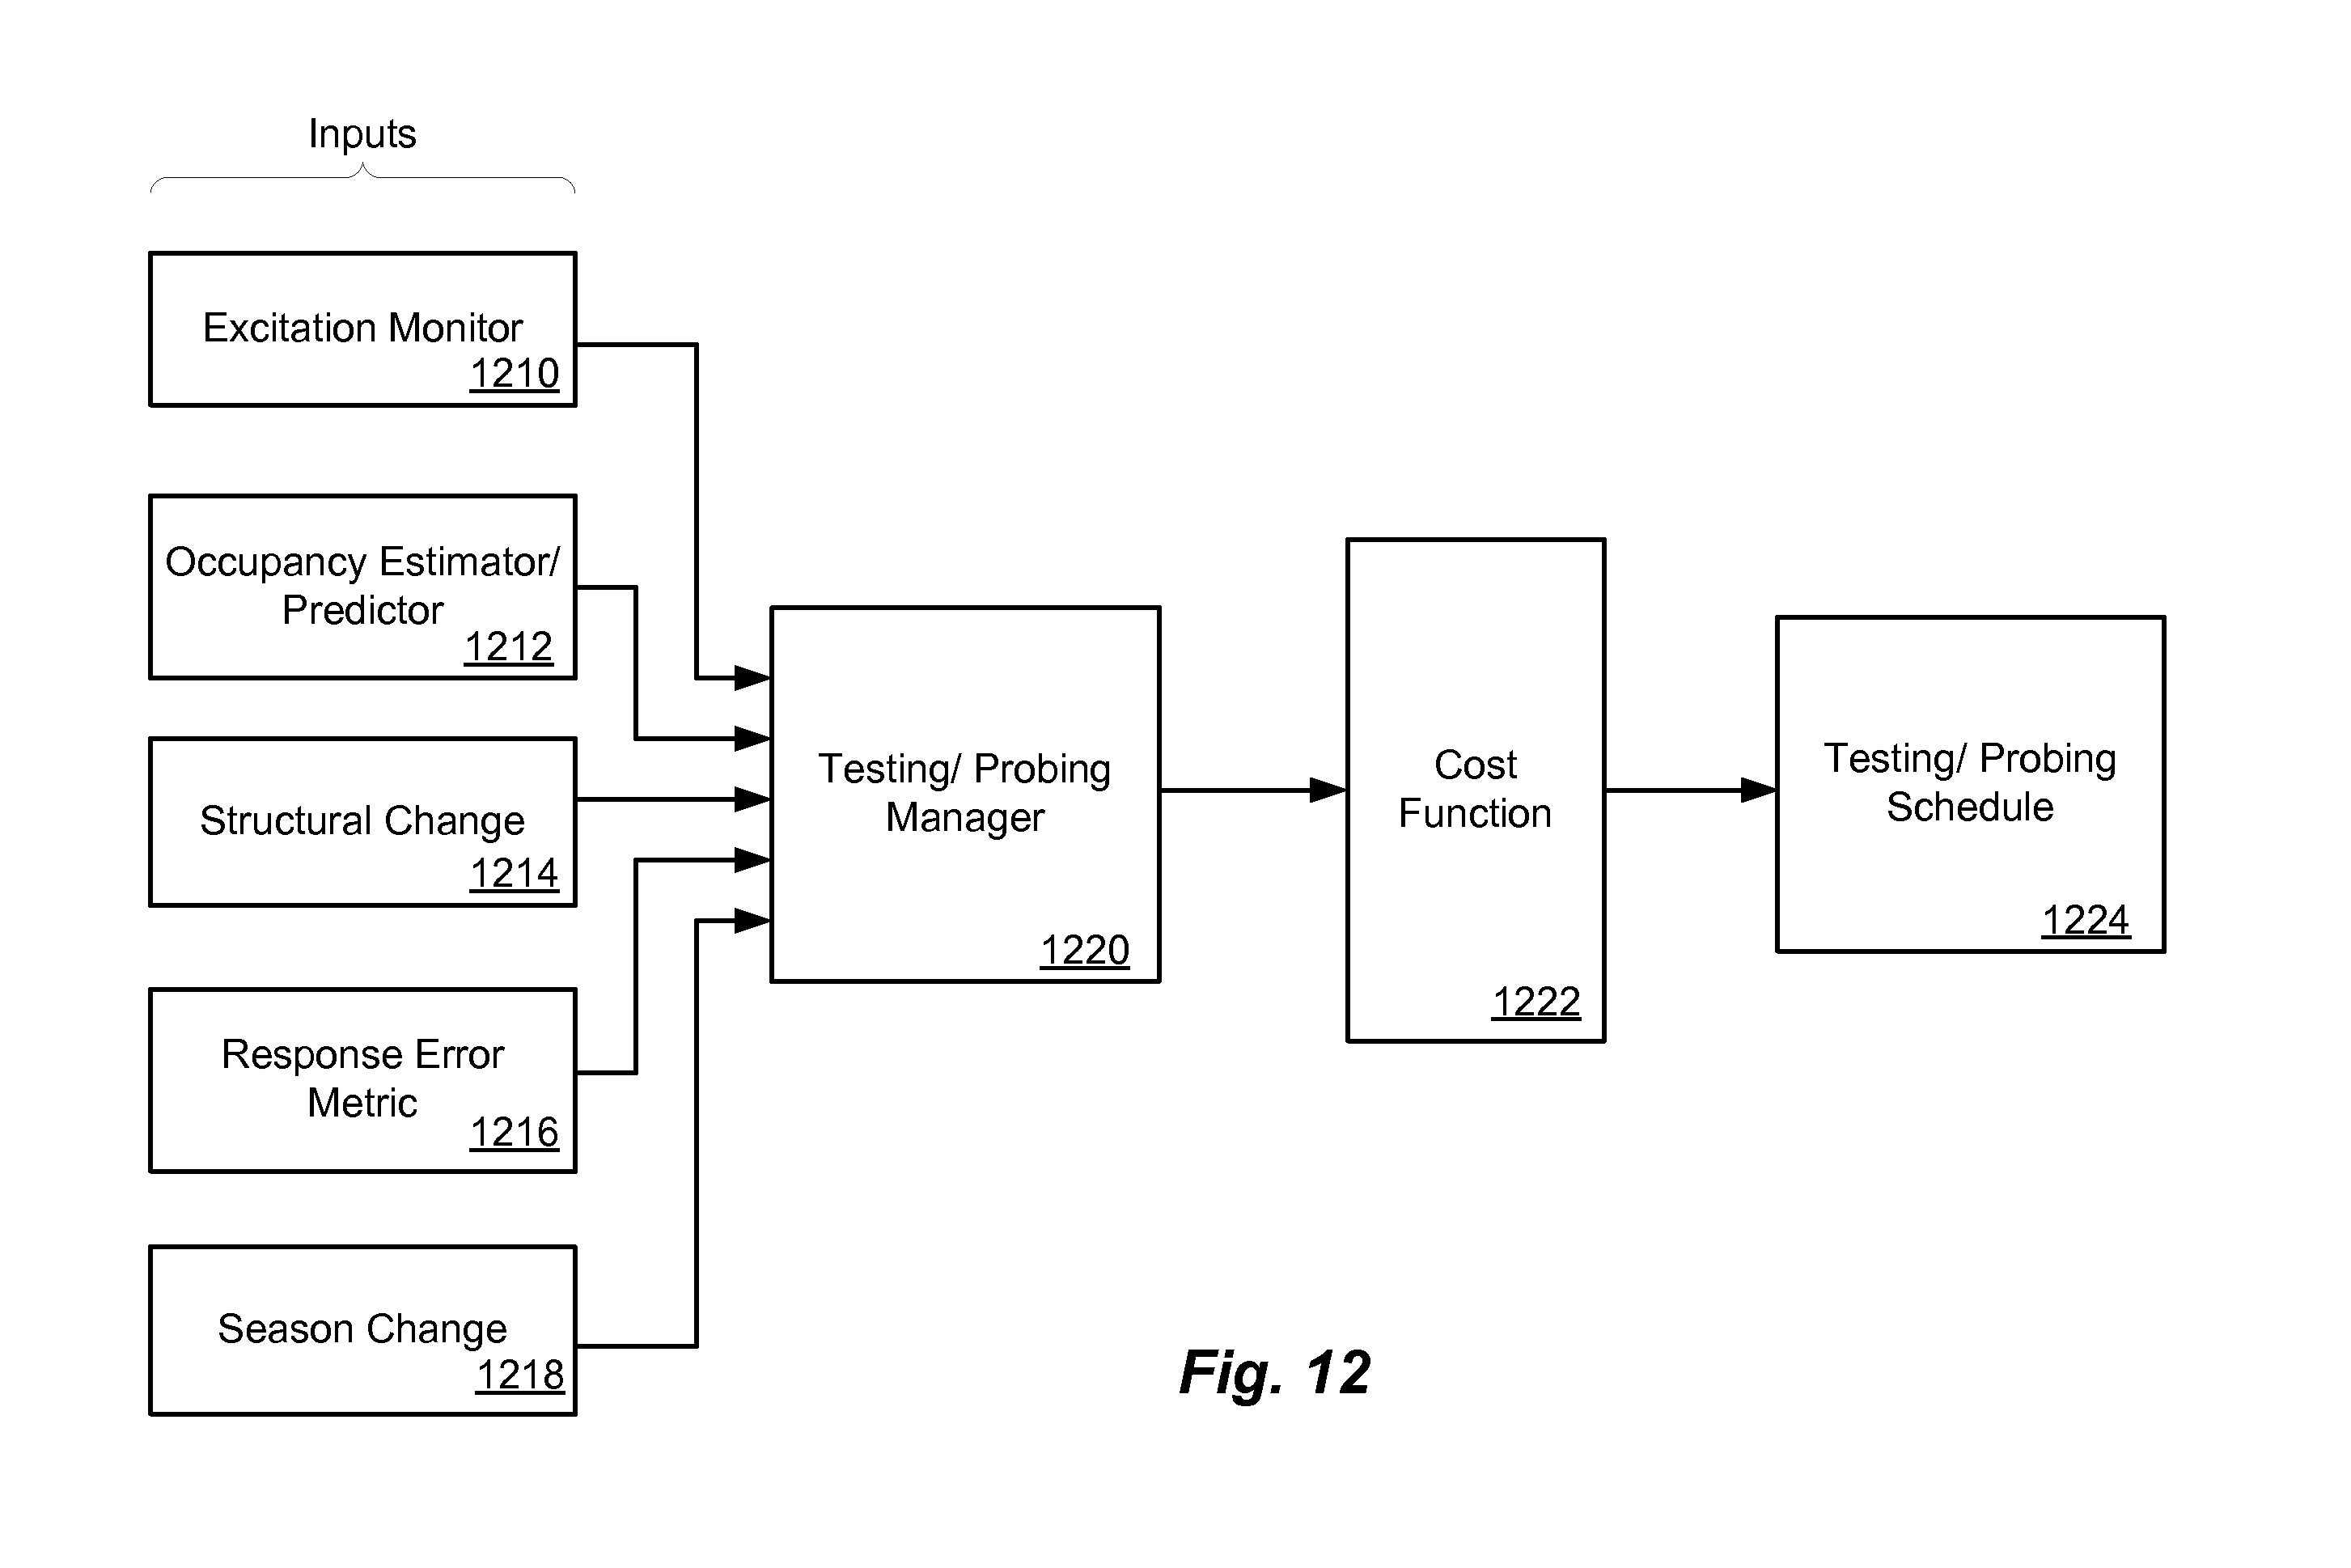 Inputs
Excitation Monitor
1210
Occupancy Estimator/
Predictor
1212
Structural Change
1214
Response Error
Metric
1216
Season Change
1218
Testing/ Probing
Manager
1220
Cost
Function
1222
Testing/ Probing
Schedule
1224
Fig. 12